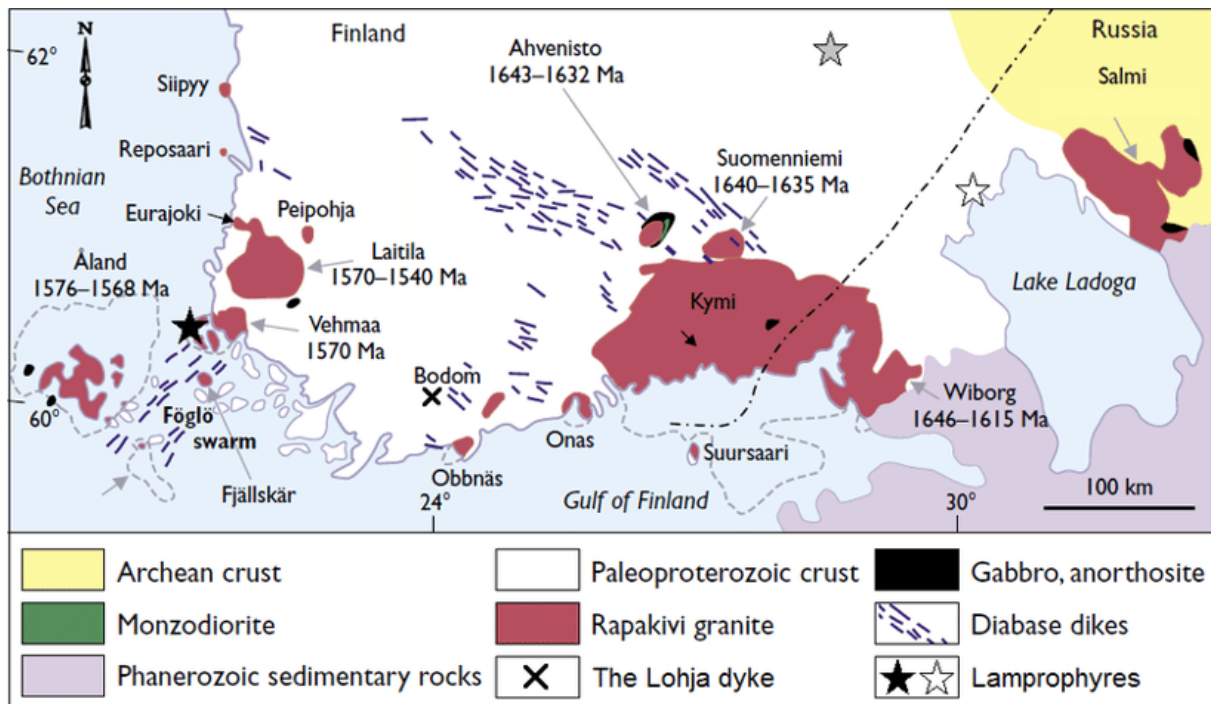 N
62°
Finland
Ahvenisto
1643–1632 Ma
Russia
Salmi
Siipyy
Reposaari
Suomenniemi
1640–1635 Ma
Bothnian
Sea
Eurajoki
Peipohja
Åland
1576–1568 Ma
Laitila
1570–1540 Ma
Lake Ladoga
Kymi
Vehmaa
1570 Ma
Bodom
Wiborg
1646–1615 Ma
60°
Föglö
swarm
Onas
Suursaari
Obbnäs
Fjällskär
24°
Gulf of Finland
30°
100 km
Archean crust
Paleoproterozoic crust
Gabbro, anorthosite
Monzodiorite
Rapakivi granite
Diabase dikes
Phanerozoic sedimentary rocks
The Lohja dyke
Lamprophyres